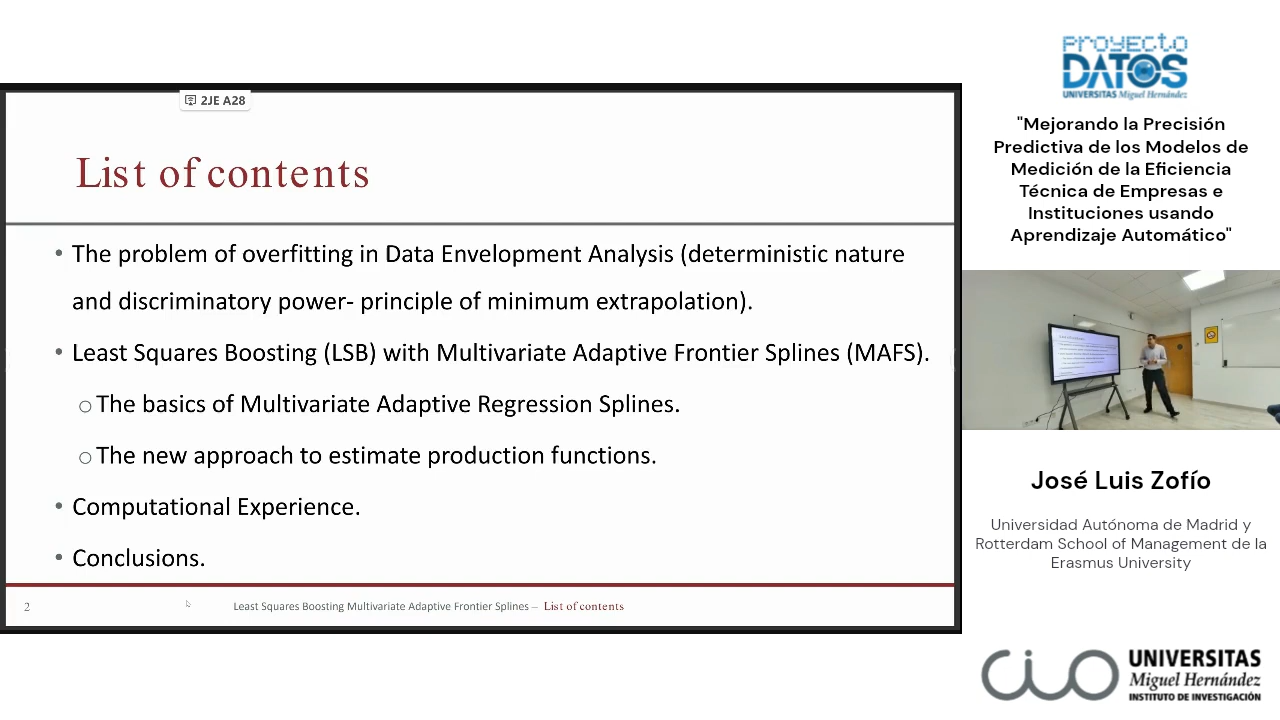 2JE A28
List of contents
• The problem of overfitting in Data Envelopment Analysis (deterministic nature
and discriminatory power- principle of minimum extrapolation).
• Least Squares Boosting (LSB) with Multivariate Adaptive Frontier Splines (MAFS).
○ The basics of Multivariate Adaptive Regression Splines.
○ The new approach to estimate production functions.
• Computational Experience.
• Conclusions.
2
Least Squares Boosting Multivariate Adaptive Frontier Splines – List of contents
PROYECTO
DATOS
UNIVERSITAS Miguel Hernández
"Mejorando la Precisión
Predictiva de los Modelos de
Medición de la Eficiencia
Técnica de Empresas e
Instituciones usando
Aprendizaje Automático"
José Luis Zofío
Universidad Autónoma de Madrid y
Rotterdam School of Management de la
Erasmus University
CIO
UNIVERSITAS
Miguel Hernández
INSTITUTO DE INVESTIGACIÓN